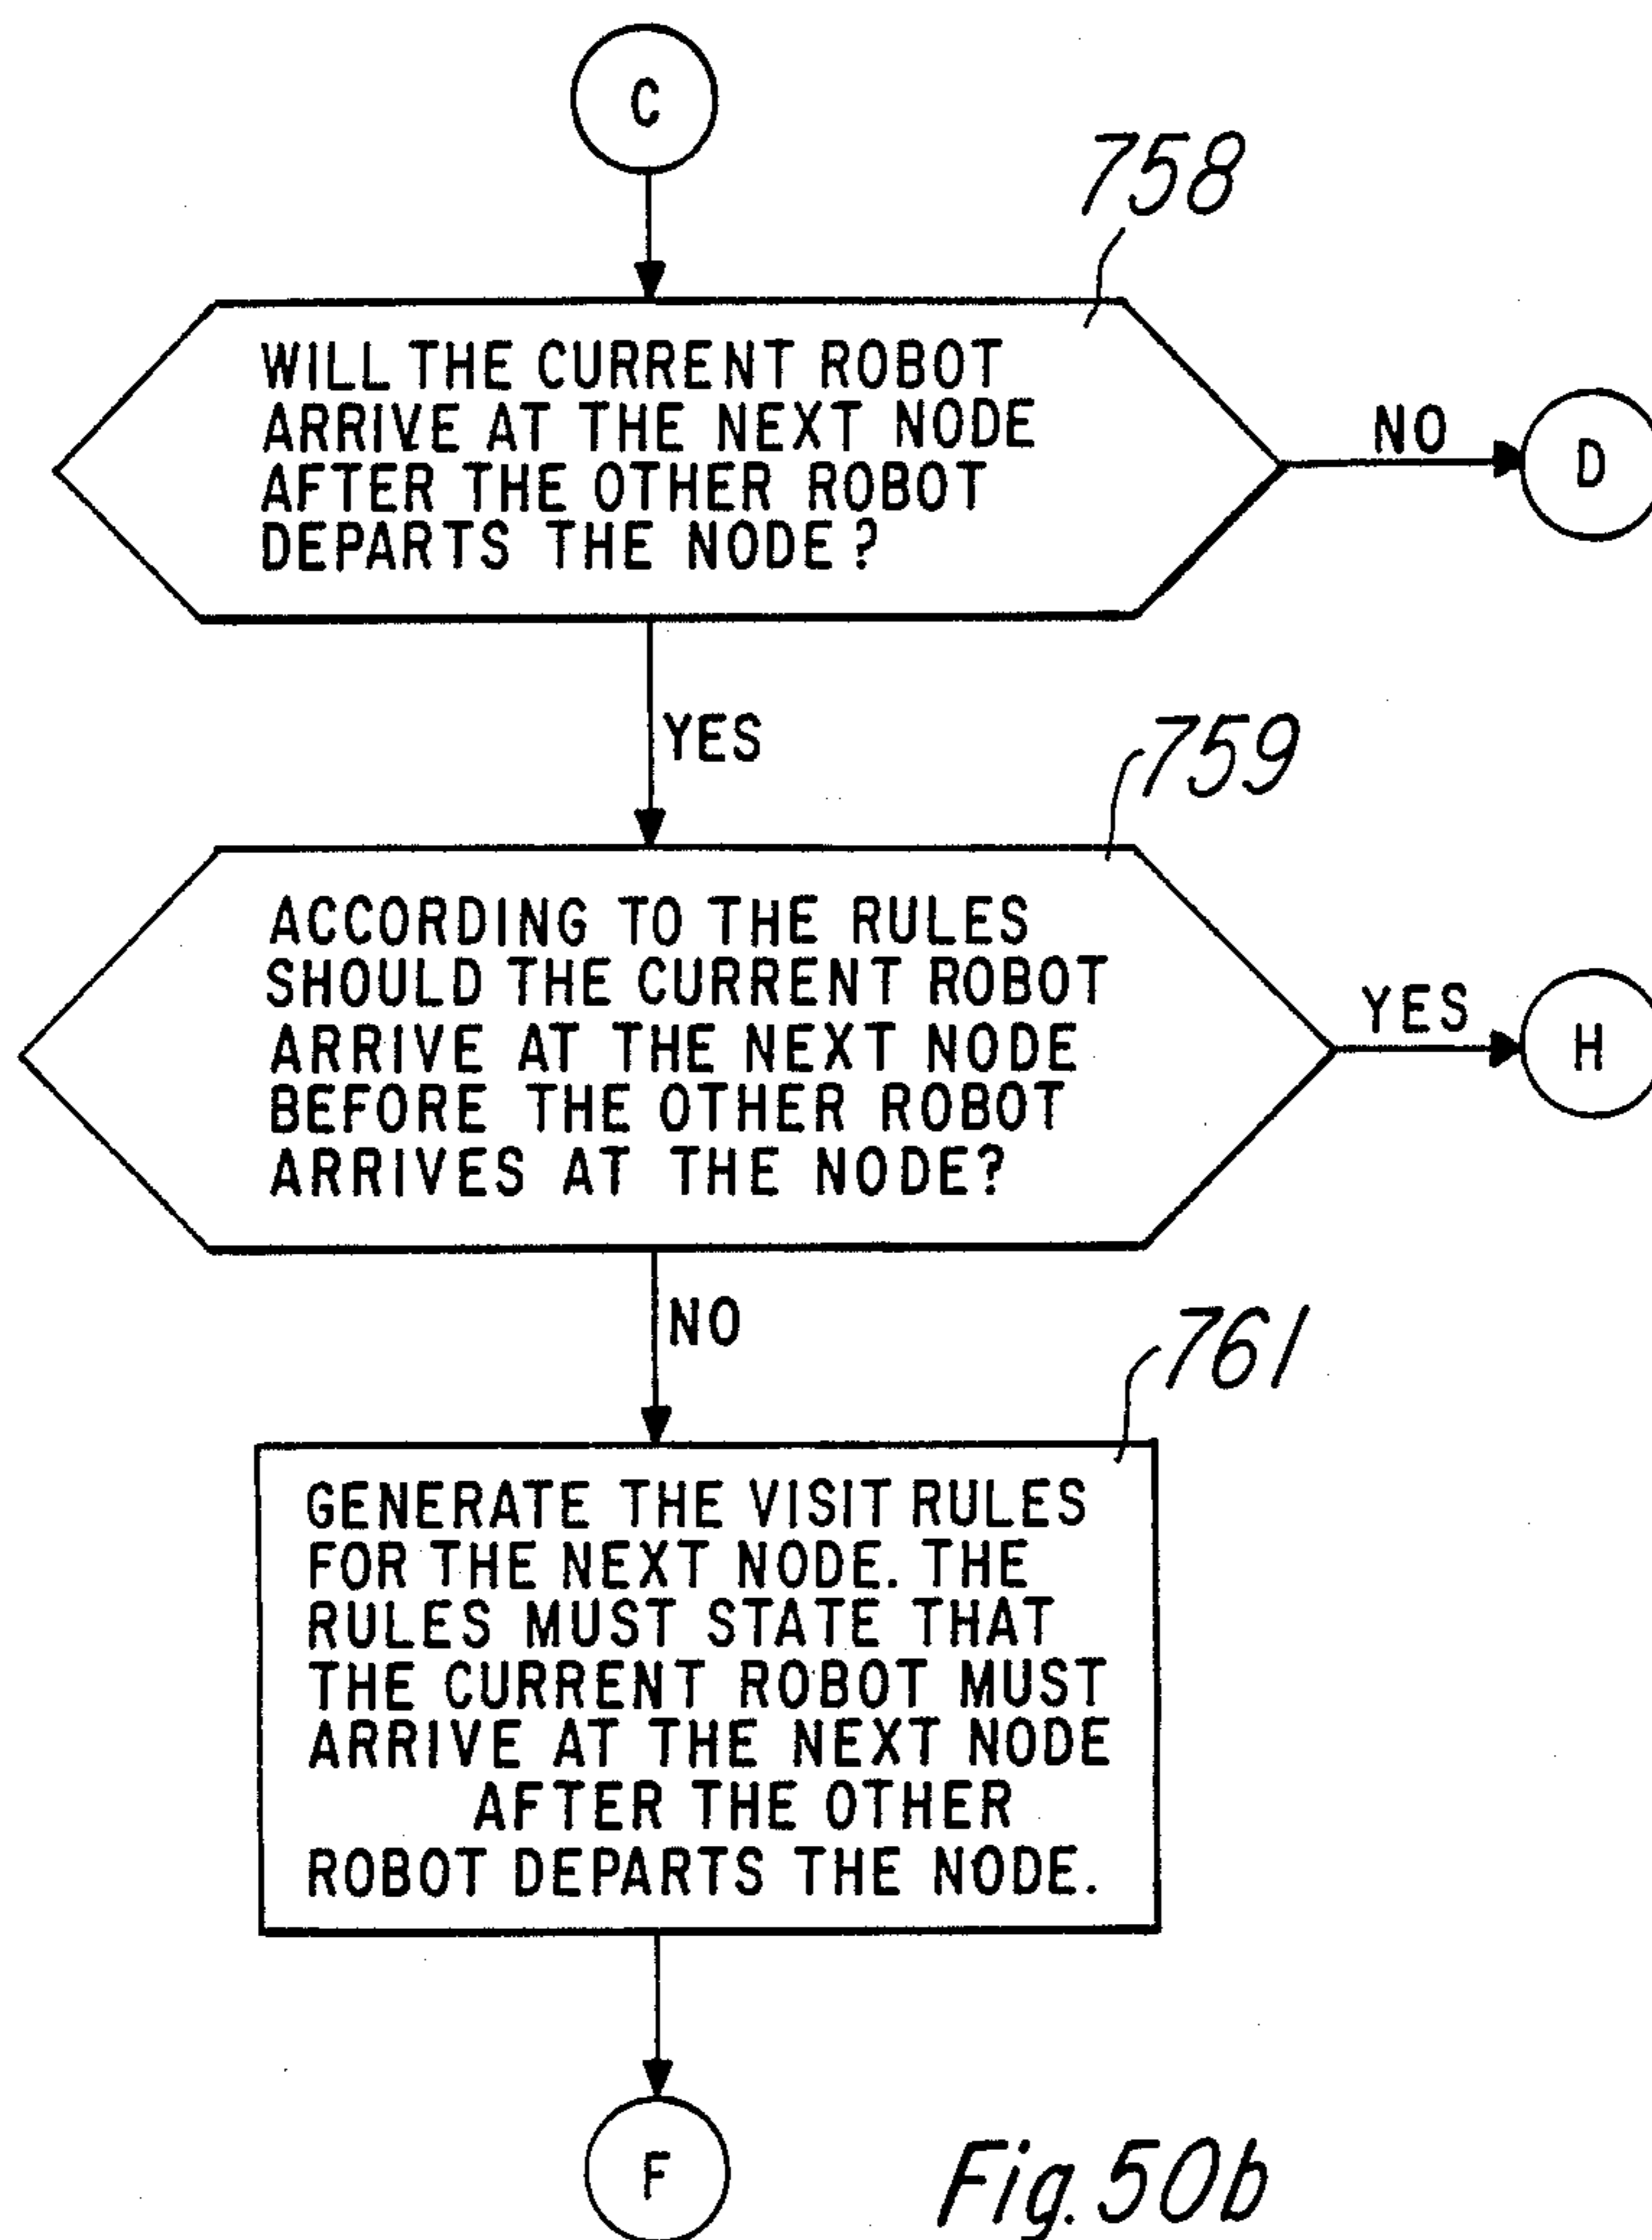 C
758
WILL THE CURRENT ROBOT
ARRIVE AT THE NEXT NODE
AFTER THE OTHER ROBOT
DEPARTS THE NODE?
NO
D
YES
759
ACCORDING TO THE RULES
SHOULD THE CURRENT ROBOT
ARRIVE AT THE NEXT NODE
BEFORE THE OTHER ROBOT
ARRIVES AT THE NODE?
YES
H
NO
761
GENERATE THE VISIT RULES
FOR THE NEXT NODE. THE
RULES MUST STATE THAT
THE CURRENT ROBOT MUST
ARRIVE AT THE NEXT NODE
AFTER THE OTHER
ROBOT DEPARTS THE NODE.
F
Fig. 50b